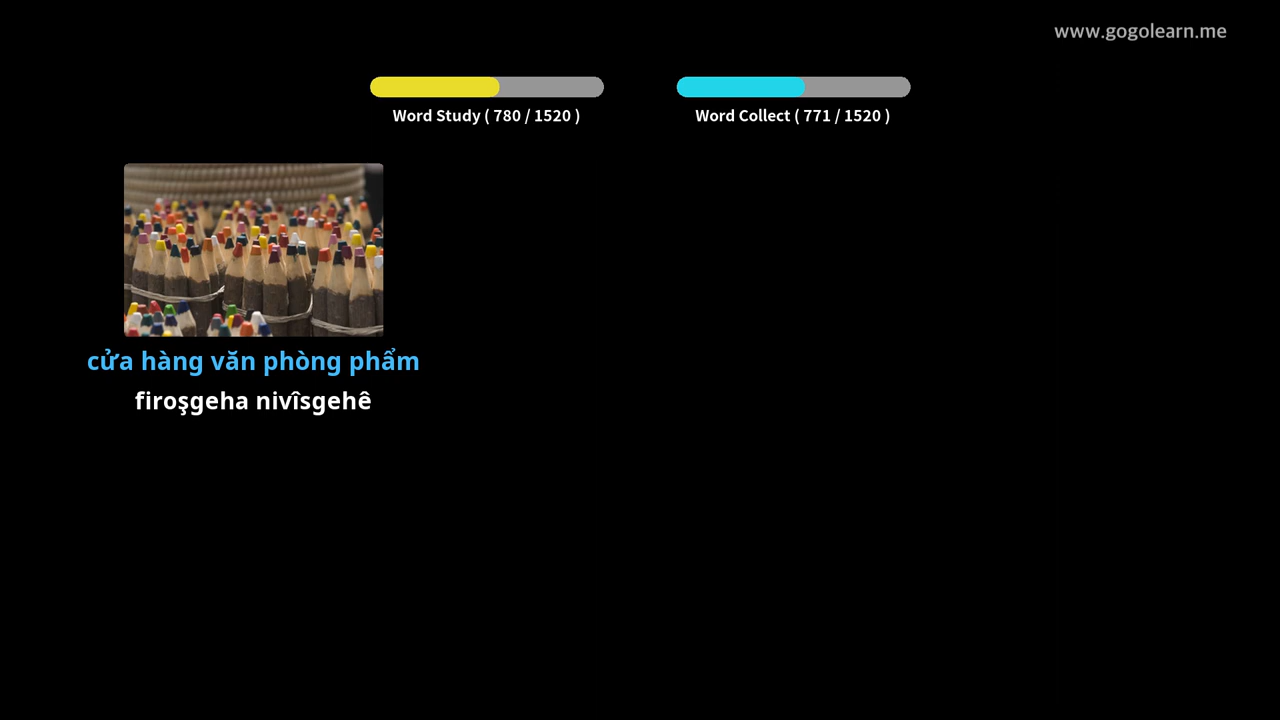 www.gogolearn.me
Word Study ( 780 / 1520 )
Word Collect ( 771 / 1520 )
cửa hàng văn phòng phẩm
firoşgeha nivîsgehê